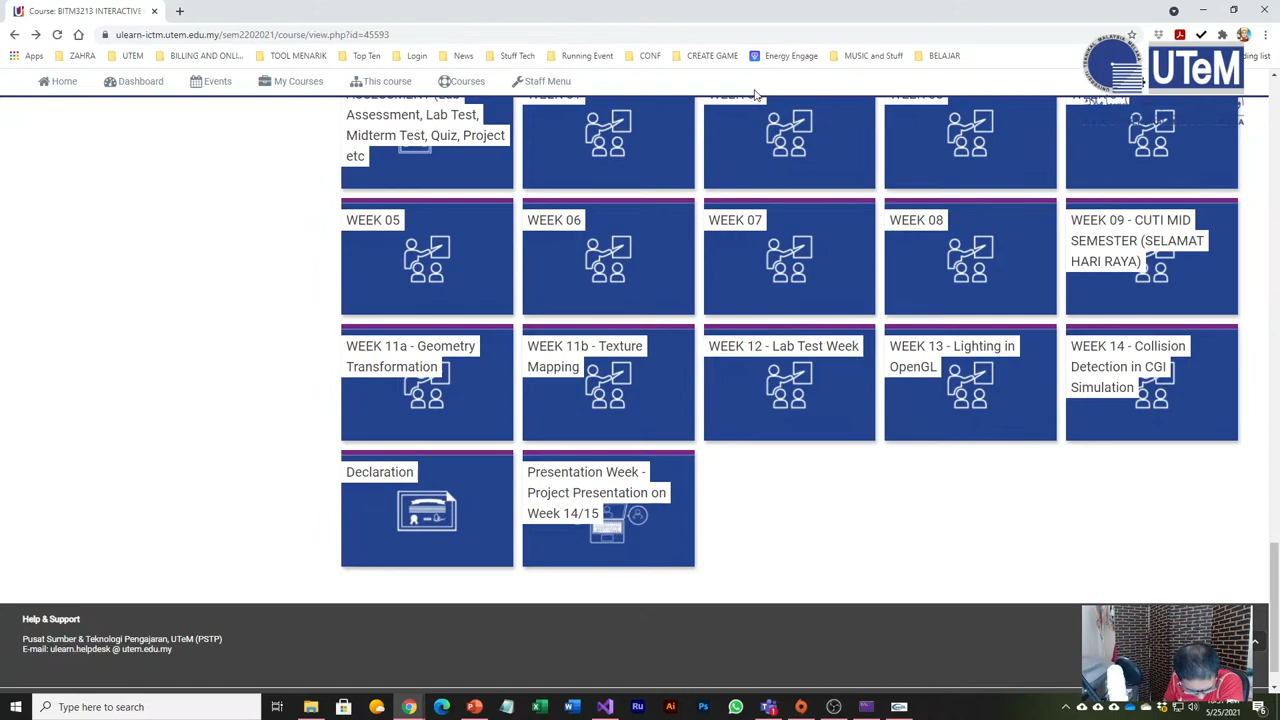 Course: BITM3213 INTERACTIVE
ulearn-ictm.utem.edu.my/sem2202021/course/view.php?id=45593
Apps
ZAHRA
UTEM
BILLING AND ONLI...
TOOL MENARIK
Top Ten
Login
News
Stuff Tech
Running Event
CONF
CREATE GAME
Energy Engage
MUSIC and Stuff
BELAJAR
ding list
UTeM
Home
Dashboard
Events
My Courses
This course
Courses
Staff Menu
Assessment, Lab Test,
Midterm Test, Quiz, Project
etc
WEEK 05
WEEK 06
WEEK 07
WEEK 08
WEEK 09 - CUTI MID
SEMESTER (SELAMAT
HARI RAYA)
WEEK 11a - Geometry
Transformation
WEEK 11b - Texture
Mapping
WEEK 12 - Lab Test Week
WEEK 13 - Lighting in
OpenGL
WEEK 14 - Collision
Detection in CGI
Simulation
Declaration
Presentation Week -
Project Presentation on
Week 14/15
Help & Support
Pusat Sumber & Teknologi Pengajaran, UTeM (PSTP)
E-mail: ulearn.helpdesk @ utem.edu.my
Type here to search
5/25/2021